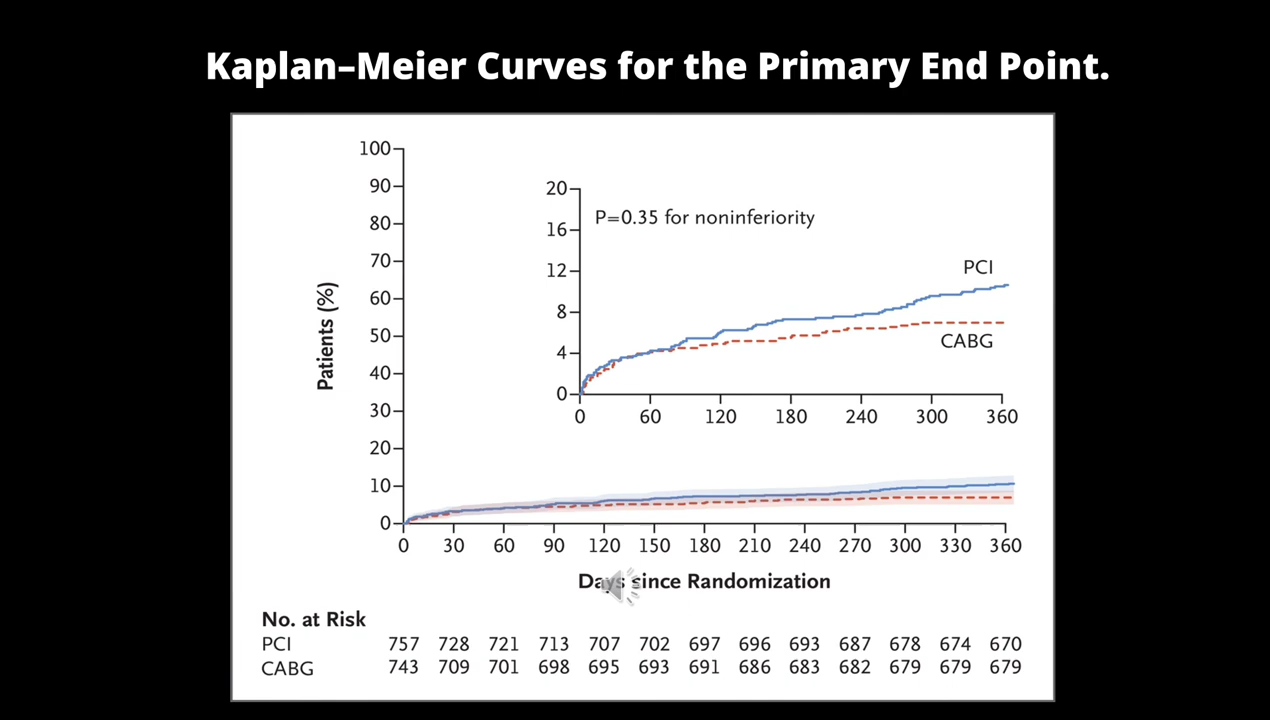 Kaplan–Meier Curves for the Primary End Point.
100
90
80
70
60
50
40
30
20
10
0
Patients (%)
20
16
12
8
4
0
P=0.35 for noninferiority
PCI
CABG
0 60 120 180 240 300 360
0 30 60 90 120 150 180 210 240 270 300 330 360
Days since Randomization
No. at Risk
PCI 757 728 721 713 707 702 697 696 693 687 678 674 670
CABG 743 709 701 698 695 693 691 686 683 682 679 679 679